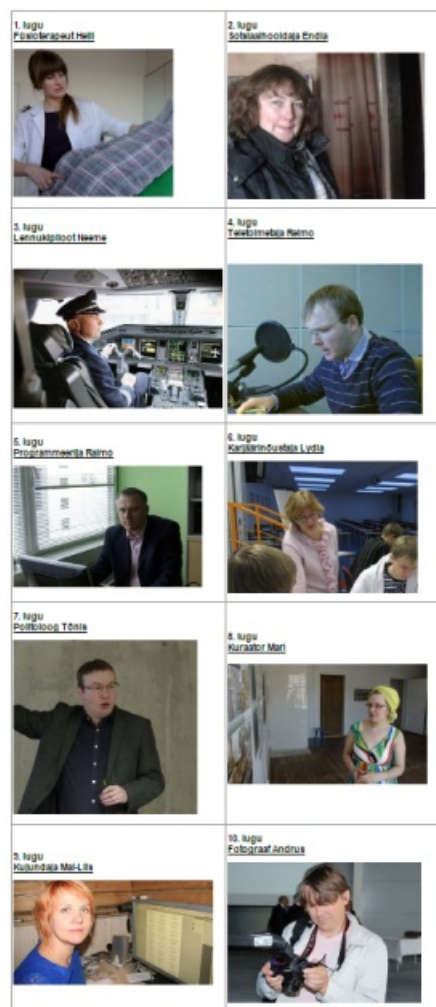 1. lugu
Füsioterapeut Helli
2. lugu
Sotsiaalhooldaja Endla
3. lugu
Lennukipiloot Neeme
4. lugu
Teletoimetaja Reimo
5. lugu
Programmeerija Raimo
6. lugu
Karjäärinõustaja Lydia
7. lugu
Politoloog Tõnis
8. lugu
Kuraator Mari
9. lugu
Kujundaja Mai-Liis
10. lugu
Fotograaf Andrus